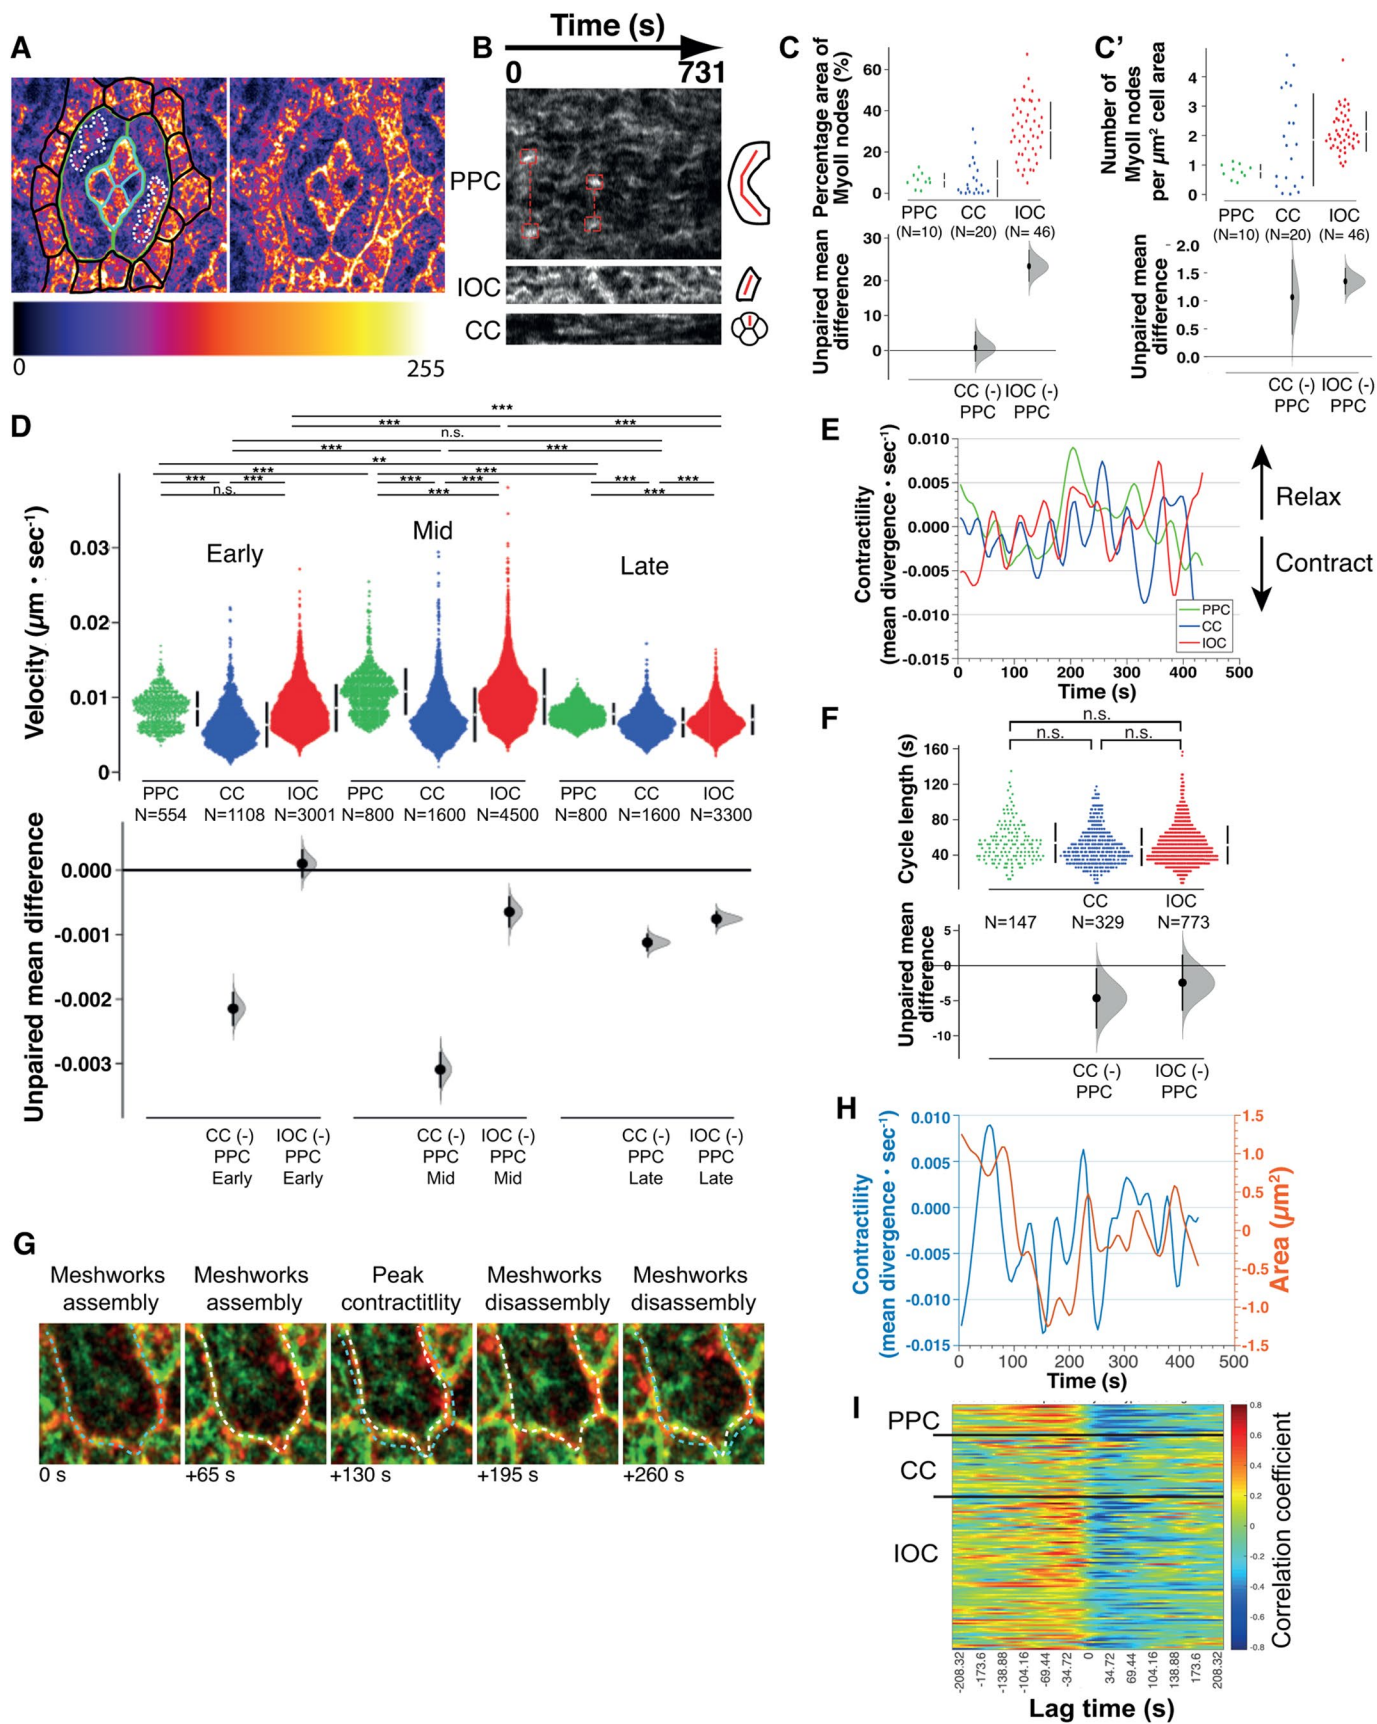 A
0
255
B
Time (s)
0
731
PPC
IOC
CC
C
Percentage area of
MyoII nodes (%)
60
40
20
0
PPC
CC
IOC
(N=10)
(N=20)
(N= 46)
Unpaired mean
difference
30
20
10
0
CC (-)
IOC (-)
PPC
PPC
C’
Number of
MyoII nodes
per µm² cell area
4
3
2
1
0
PPC
CC
IOC
(N=10)
(N=20)
(N= 46)
Unpaired mean
difference
2.0
1.5
1.0
0.5
0.0
CC (-)
IOC (-)
PPC
PPC
D
***
***
***
n.s.
***
***
**
***
***
***
***
***
***
***
***
n.s.
***
***
Early
Mid
Late
Velocity (µm • sec⁻¹)
0.03
0.02
0.01
0
PPC
CC
IOC
PPC
CC
IOC
PPC
CC
IOC
N=554
N=1108
N=3001
N=800
N=1600
N=4500
N=800
N=1600
N=3300
Unpaired mean difference
0.000
-0.001
-0.002
-0.003
CC (-)
PPC
Early
IOC (-)
PPC
Early
CC (-)
PPC
Mid
IOC (-)
PPC
Mid
CC (-)
PPC
Late
IOC (-)
PPC
Late
E
Contractility
(mean divergence • sec⁻¹)
0.010
0.005
0.000
-0.005
-0.010
-0.015
0
100
200
300
400
500
Time (s)
PPC
CC
IOC
Relax
Contract
F
n.s.
n.s.
n.s.
Cycle length (s)
160
120
80
40
CC
IOC
N=147
N=329
N=773
Unpaired mean
difference
5
0
-5
-10
CC (-)
PPC
IOC (-)
PPC
G
Meshworks
assembly
Meshworks
assembly
Peak
contractitlity
Meshworks
disassembly
Meshworks
disassembly
0 s
+65 s
+130 s
+195 s
+260 s
H
Contractility
(mean divergence • sec⁻¹)
0.010
0.005
0.000
-0.005
-0.010
-0.015
0
100
200
300
400
500
Time (s)
1.5
1.0
0.5
0
-0.5
-1.0
-1.5
Area (µm²)
I
PPC
CC
IOC
-208.32
-173.6
-138.88
-104.16
-69.44
-34.72
0
34.72
69.44
104.16
138.88
173.6
208.32
Lag time (s)
0.8
0.6
0.4
0.2
0
-0.2
-0.4
-0.6
-0.8
Correlation coefficient